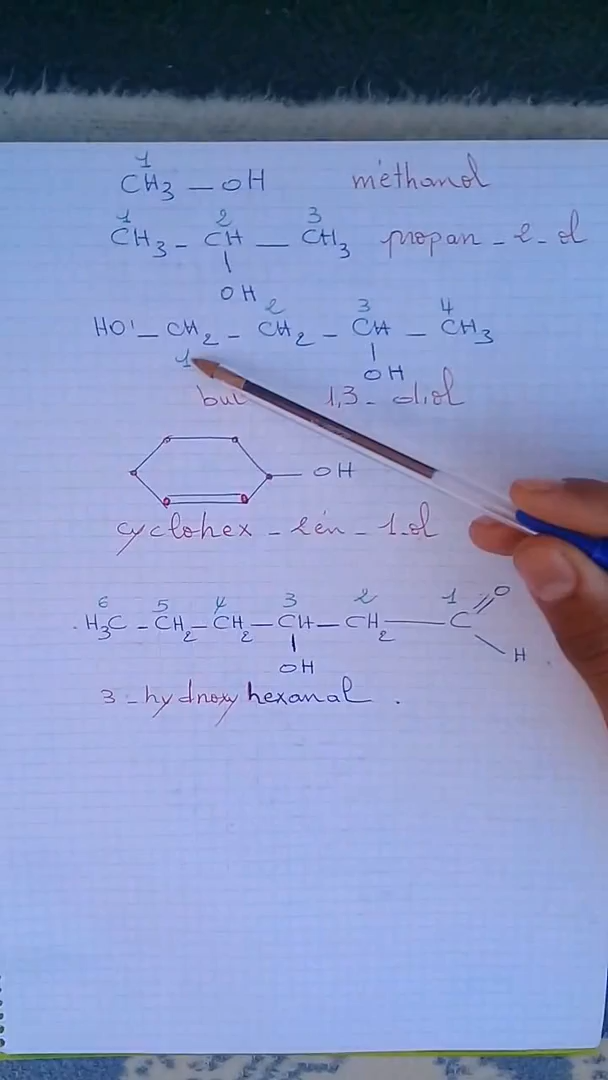 1
CH3 — OH méthanol
1 2 3
CH3 - CH — CH3 propan - 2 - ol
OH
2 3 4
HO — CH2 - CH2 - CH - CH3
1
OH
but 1,3 - diol
OH
cyclohex - 2én - 1-ol
6 5 4 3 2 1 O
H3C - CH2 - CH2 - CH - CH2 — C
H
OH
3 - hydroxy hexanal .